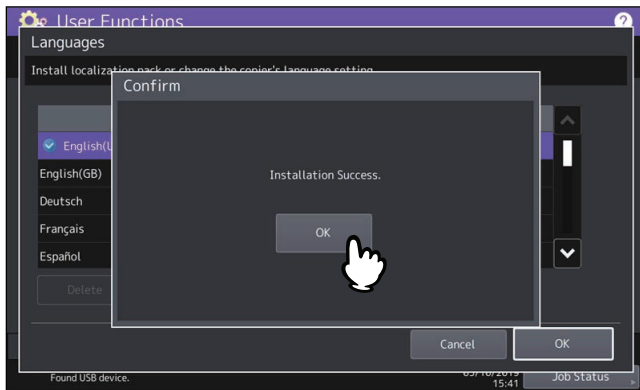 User Functions
?
Languages
Install localization pack or change the copier's language setting
Confirm
English(U
English(GB)
Installation Success.
Deutsch
Français
OK
Español
Delete
Cancel
OK
Found USB device.
15:41
Job Status